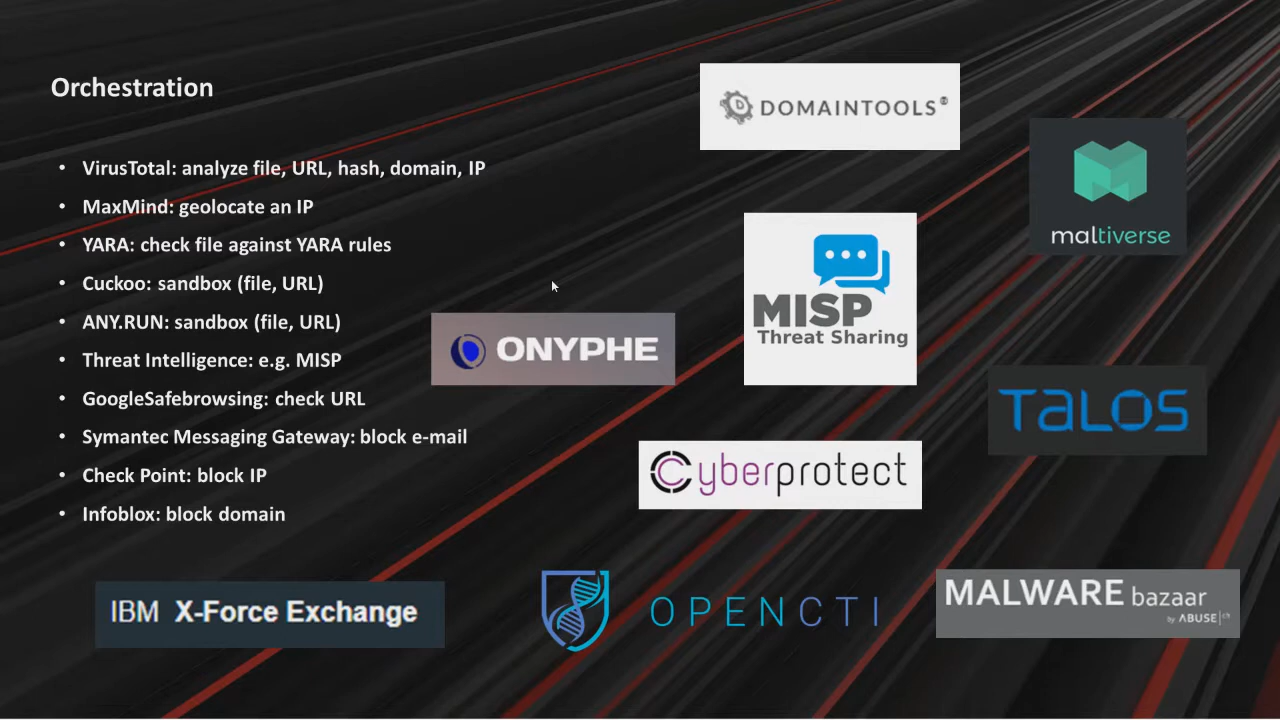 Orchestration
• VirusTotal: analyze file, URL, hash, domain, IP
• MaxMind: geolocate an IP
• YARA: check file against YARA rules
• Cuckoo: sandbox (file, URL)
• ANY.RUN: sandbox (file, URL)
• Threat Intelligence: e.g. MISP
• GoogleSafebrowsing: check URL
• Symantec Messaging Gateway: block e-mail
• Check Point: block IP
• Infoblox: block domain
DOMAINTOOLS®
maltiverse
MISP
Threat Sharing
ONYPHE
TALOS
Cyberprotect
IBM X-Force Exchange
OPENCTI
MALWARE bazaar
by ABUSE|ch